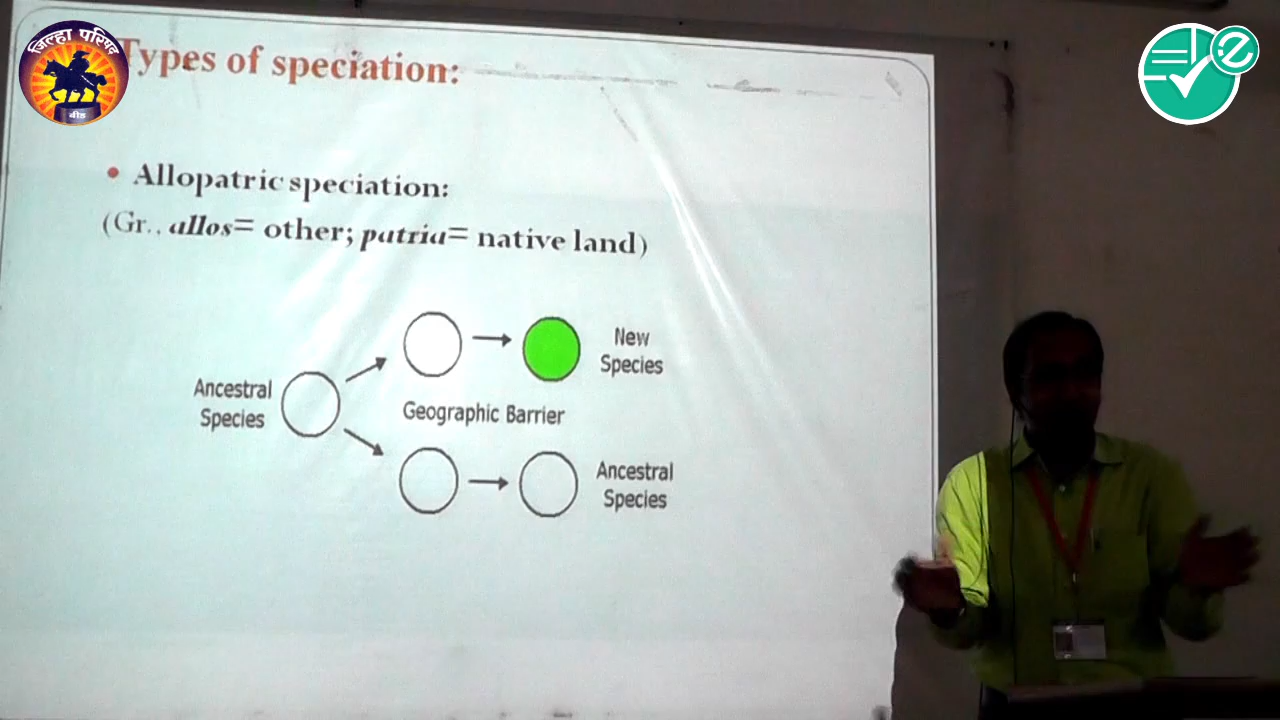 जिल्हा परिषद
बीड
Types of speciation:
• Allopatric speciation:
(Gr., allos= other; patria= native land)
New
Species
Ancestral
Species
Geographic Barrier
Ancestral
Species